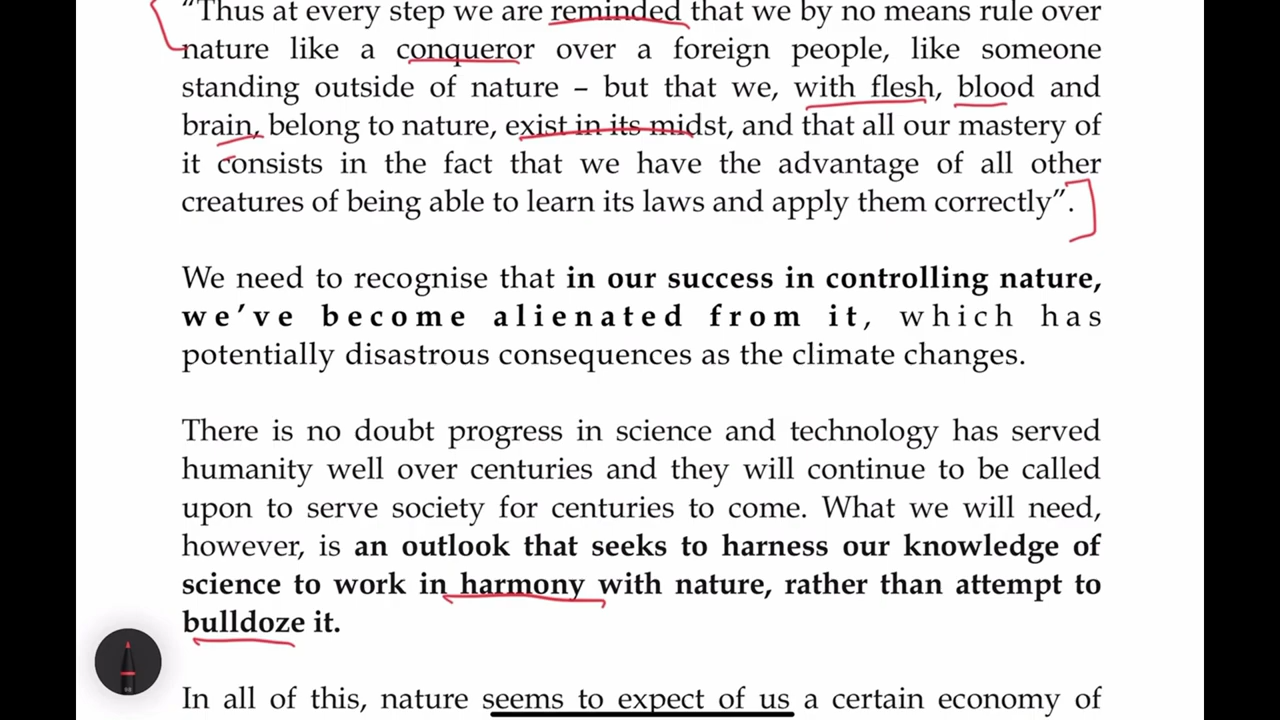 “Thus at every step we are reminded that we by no means rule over
nature like a conqueror over a foreign people, like someone
standing outside of nature – but that we, with flesh, blood and
brain, belong to nature, exist in its midst, and that all our mastery of
it consists in the fact that we have the advantage of all other
creatures of being able to learn its laws and apply them correctly”.
We need to recognise that in our success in controlling nature,
we’ve become alienated from it, which has
potentially disastrous consequences as the climate changes.
There is no doubt progress in science and technology has served
humanity well over centuries and they will continue to be called
upon to serve society for centuries to come. What we will need,
however, is an outlook that seeks to harness our knowledge of
science to work in harmony with nature, rather than attempt to
bulldoze it.
In all of this, nature seems to expect of us a certain economy of